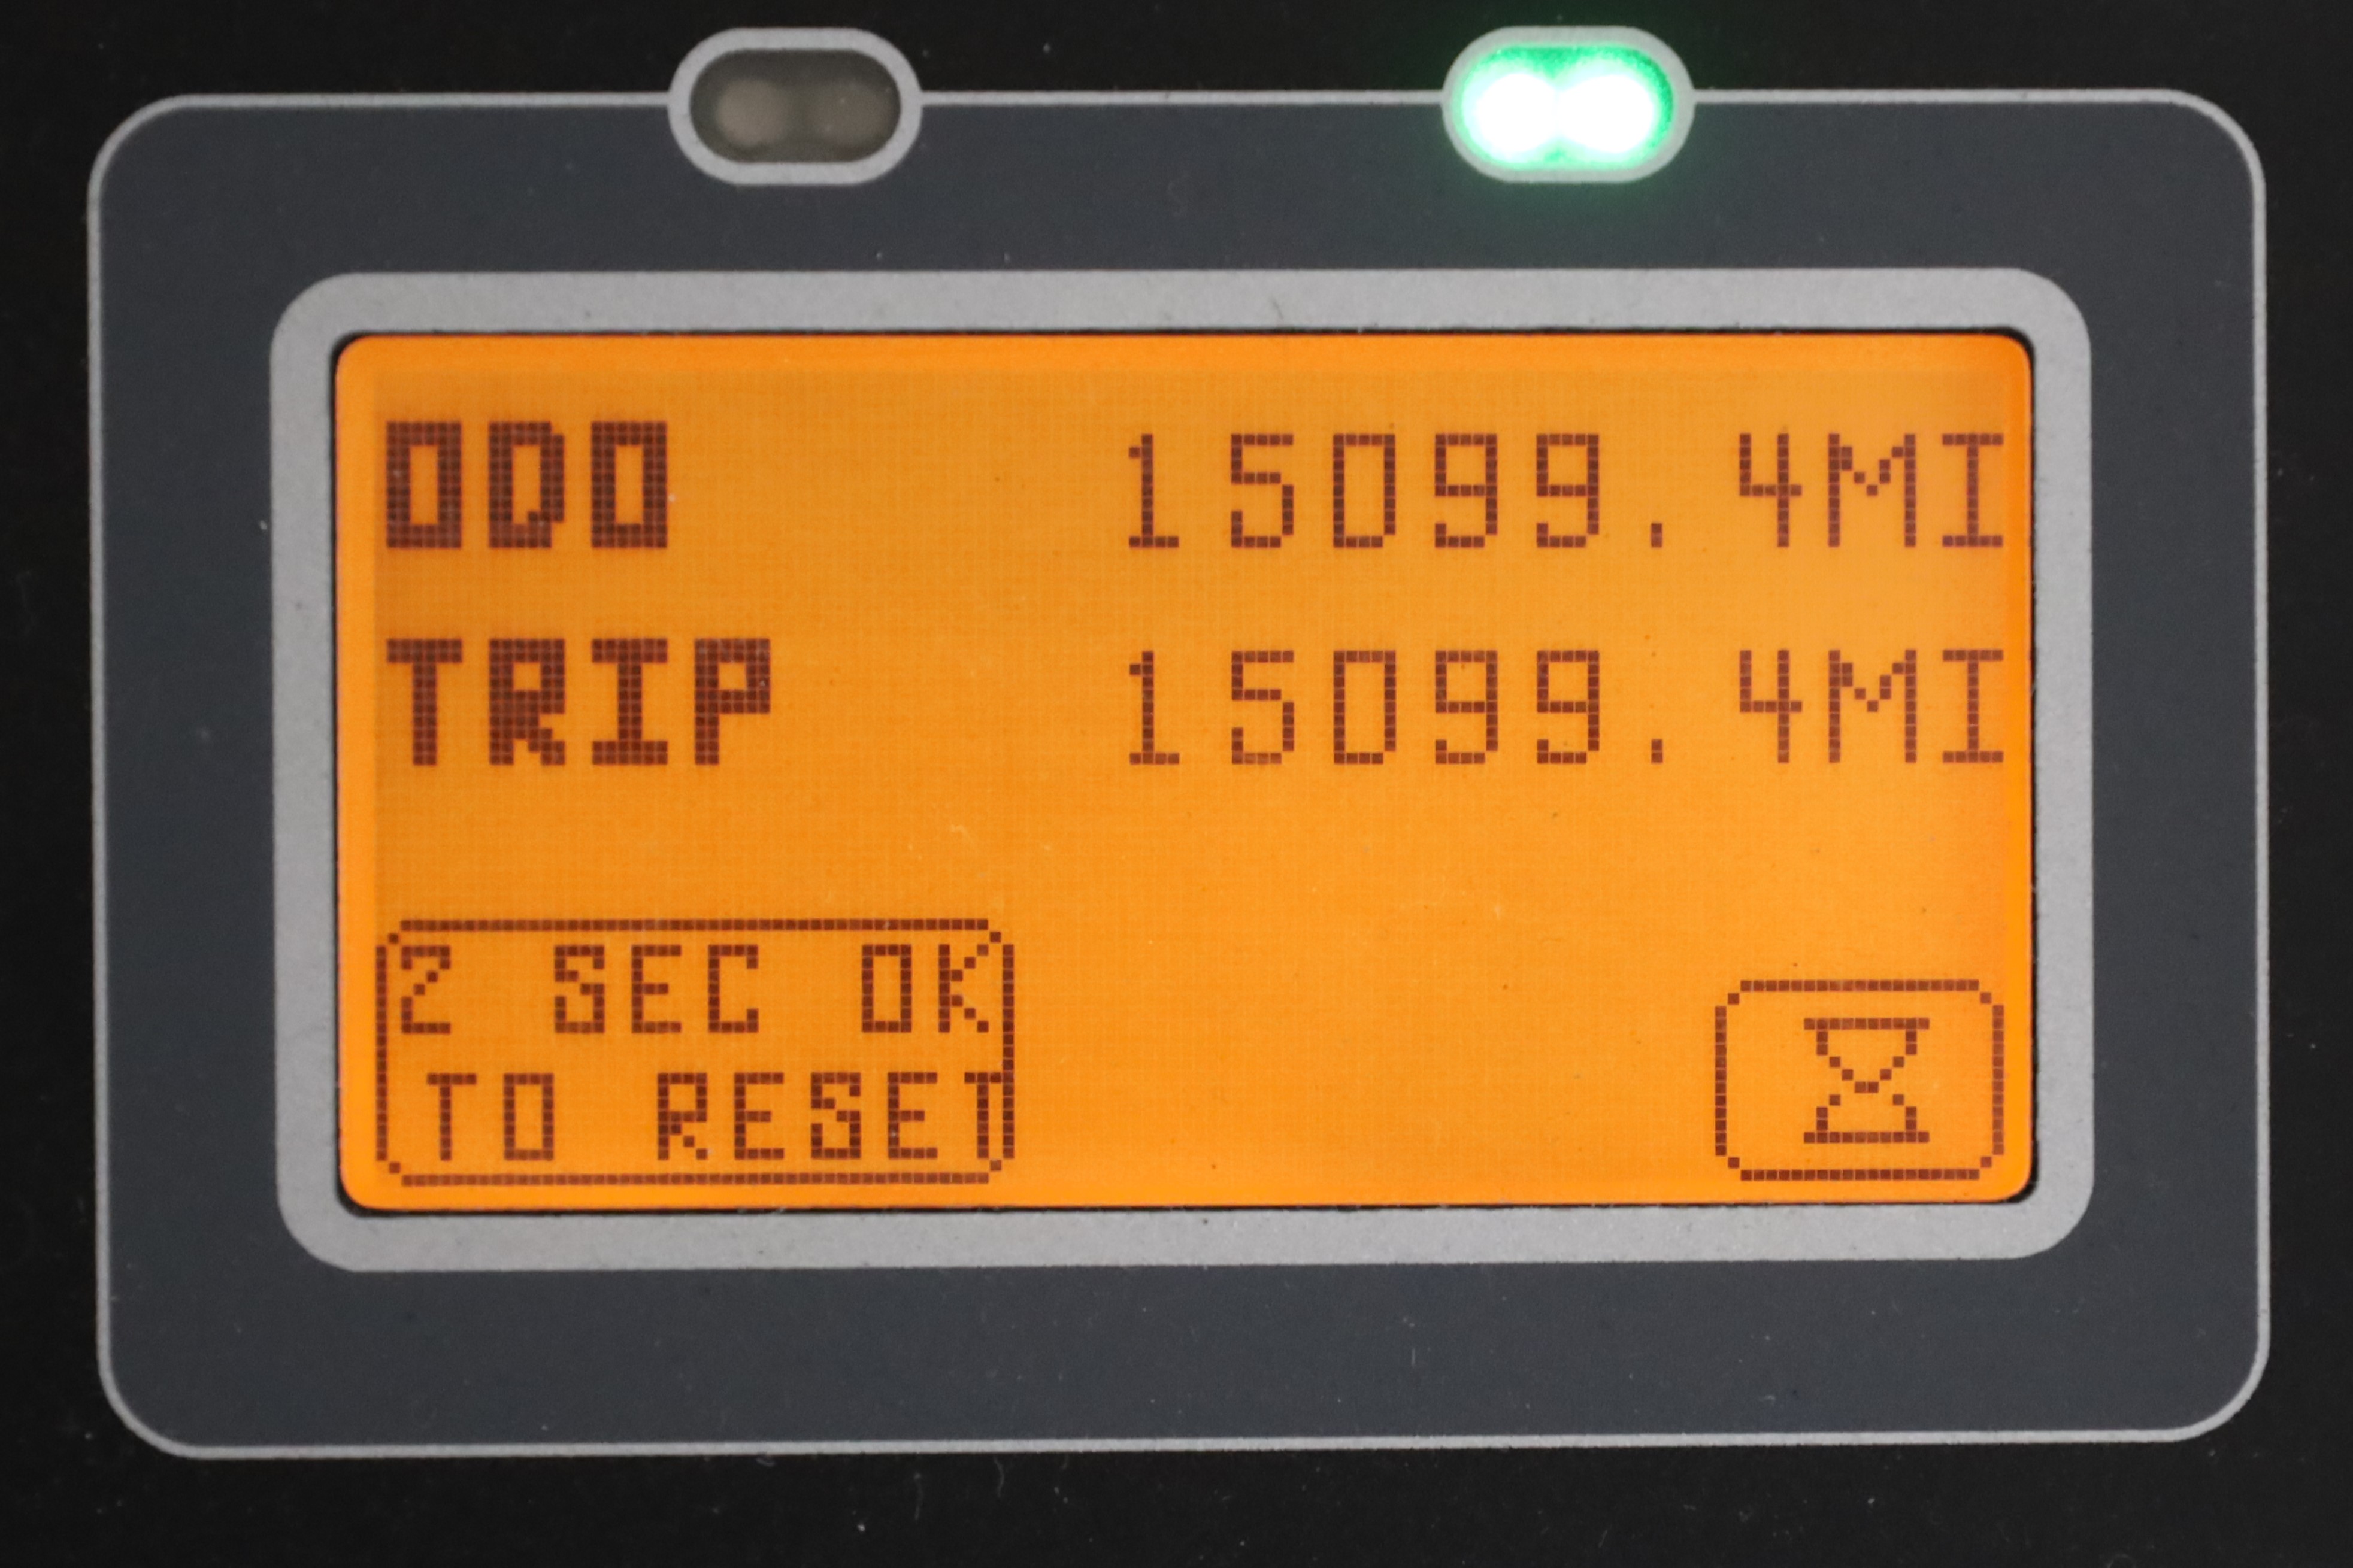 ODO 15099.4MI
TRIP 15099.4MI
2 SEC OK
TO RESET